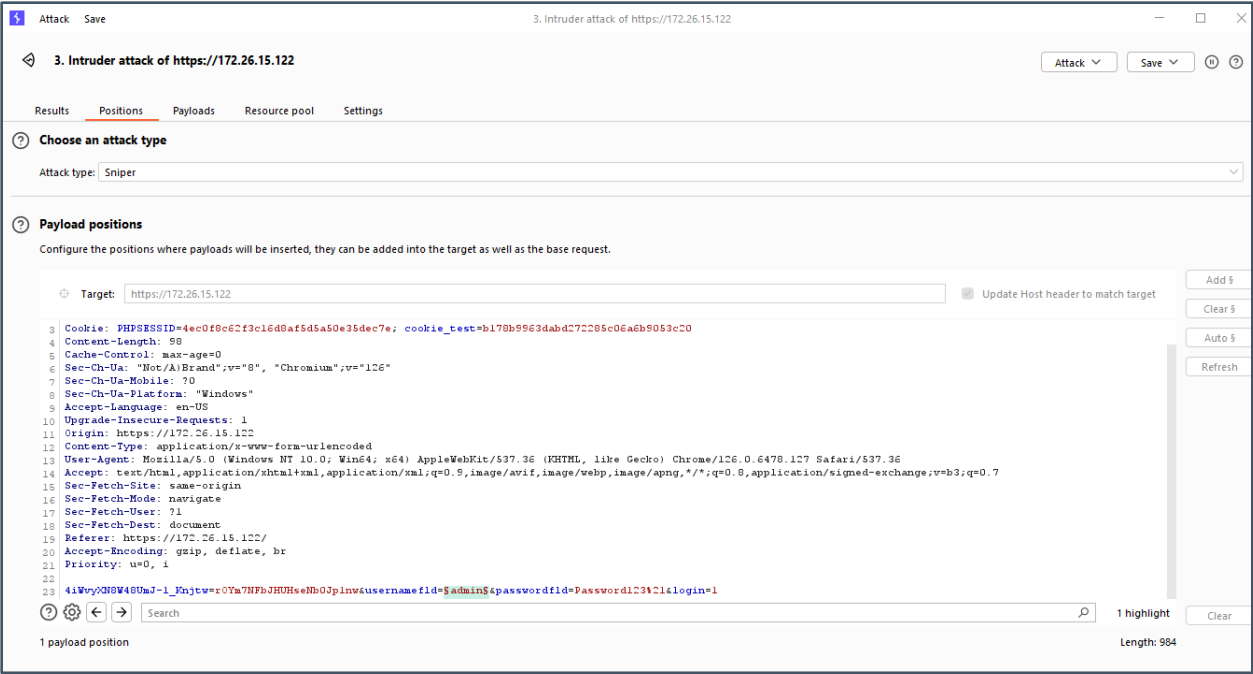 Attack Save 3. Intruder attack of https://172.26.15.122
3. Intruder attack of https://172.26.15.122 Attack Save
Results Positions Payloads Resource pool Settings
Choose an attack type
Attack type: Sniper
Payload positions
Configure the positions where payloads will be inserted, they can be added into the target as well as the base request.
Add §
Target: https://172.26.15.122 Update Host header to match target
Clear §
3 Cookie: PHPSESSID=4ec0f8c62f3c16d8af5d5a50e35dec7e; cookie_test=b178b9963dabd272285c06a6b9053c20
Auto §
4 Content-Length: 98
5 Cache-Control: max-age=0
6 Sec-Ch-Ua: "Not/A)Brand";v="8", "Chromium";v="126"
Refresh
7 Sec-Ch-Ua-Mobile: ?0
8 Sec-Ch-Ua-Platform: "Windows"
9 Accept-Language: en-US
10 Upgrade-Insecure-Requests: 1
11 Origin: https://172.26.15.122
12 Content-Type: application/x-www-form-urlencoded
13 User-Agent: Mozilla/5.0 (Windows NT 10.0; Win64; x64) AppleWebKit/537.36 (KHTML, like Gecko) Chrome/126.0.6478.127 Safari/537.36
14 Accept: text/html,application/xhtml+xml,application/xml;q=0.9,image/avif,image/webp,image/apng,*/*;q=0.8,application/signed-exchange;v=b3;q=0.7
15 Sec-Fetch-Site: same-origin
16 Sec-Fetch-Mode: navigate
17 Sec-Fetch-User: ?1
18 Sec-Fetch-Dest: document
19 Referer: https://172.26.15.122/
20 Accept-Encoding: gzip, deflate, br
21 Priority: u=0, i
22
23 4iWvyXN8W48UmJ-1_Knjtw=r0Ym7NFbJHUHseNb0Jp1nw&usernamefld=§admin§&passwordfld=Password123%21&login=1
Search 1 highlight Clear
1 payload position Length: 984